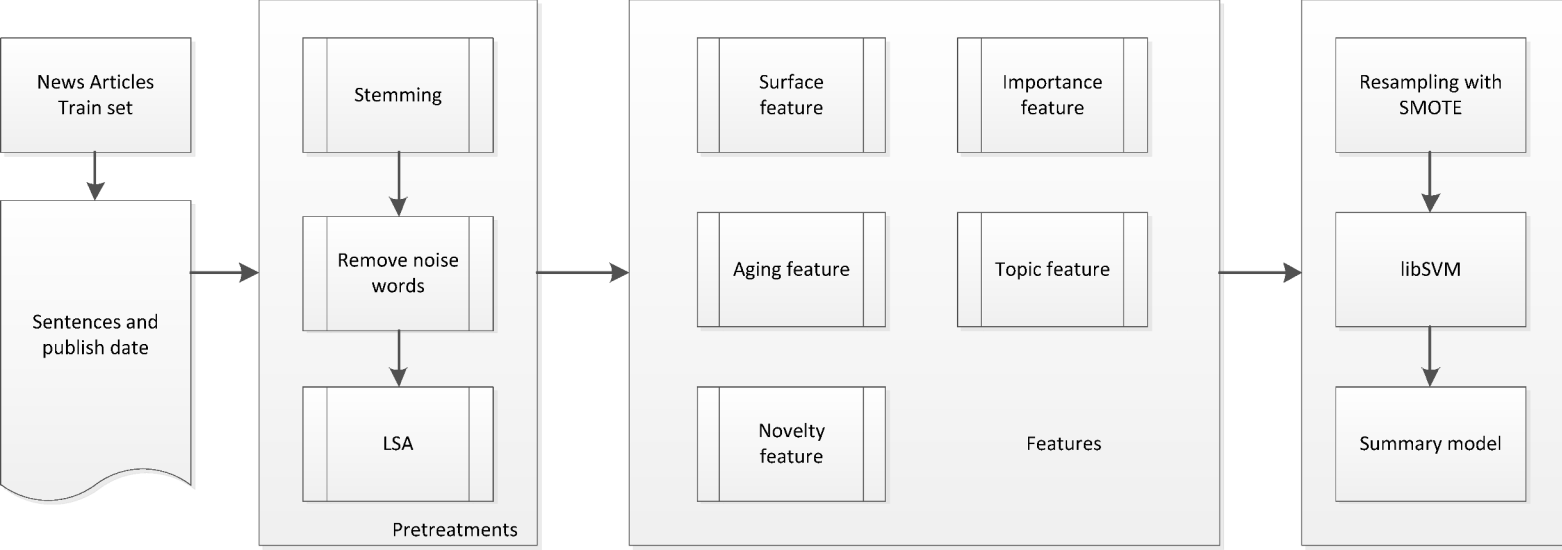 News Articles
Train set
Sentences and
publish date
Stemming
Remove noise
words
LSA
Pretreatments
Surface
feature
Importance
feature
Aging feature
Topic feature
Novelty
feature
Features
Resampling with
SMOTE
libSVM
Summary model